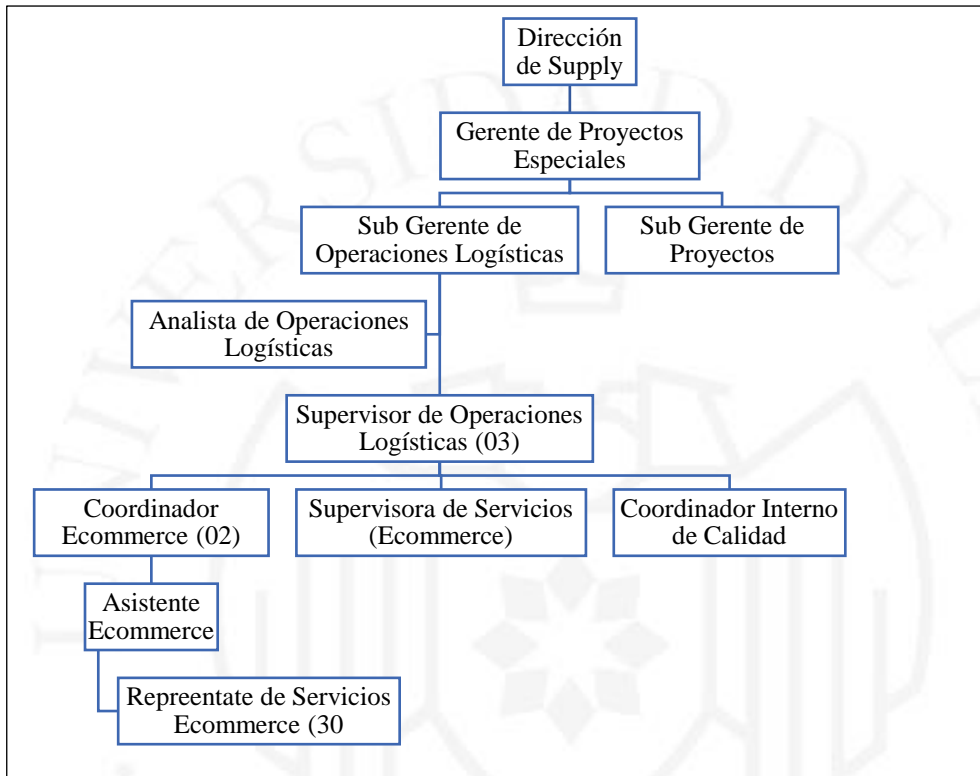 Dirección
de Supply
Gerente de Proyectos
Especiales
Sub Gerente de
Operaciones Logísticas
Sub Gerente de
Proyectos
Analista de Operaciones
Logísticas
Supervisor de Operaciones
Logísticas (03)
Coordinador
Ecommerce (02)
Supervisora de Servicios
(Ecommerce)
Coordinador Interno
de Calidad
Asistente
Ecommerce
Repreentate de Servicios
Ecommerce (30